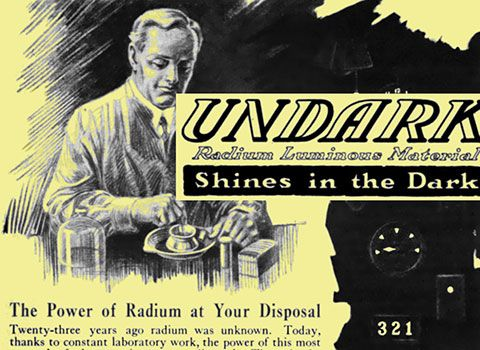 UNDARK
Radium Luminous Material
Shines in the Dark
321
The Power of Radium at Your Disposal
Twenty-three years ago radium was unknown. Today,
thanks to constant laboratory work, the power of this most